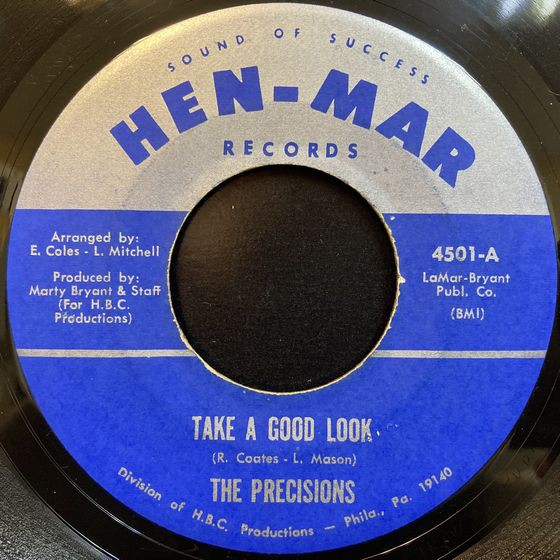 SOUND OF SUCCESS
HEN-MAR
RECORDS
Arranged by:
E. Coles - L. Mitchell
Produced by:
Marty Bryant & Staff
(For H.B.C.
Productions)
4501-A
LaMar-Bryant
Publ. Co.
(BMI)
TAKE A GOOD LOOK
(R. Coates - L. Mason)
THE PRECISIONS
Division of H.B.C. Productions — Phila., Pa. 19140